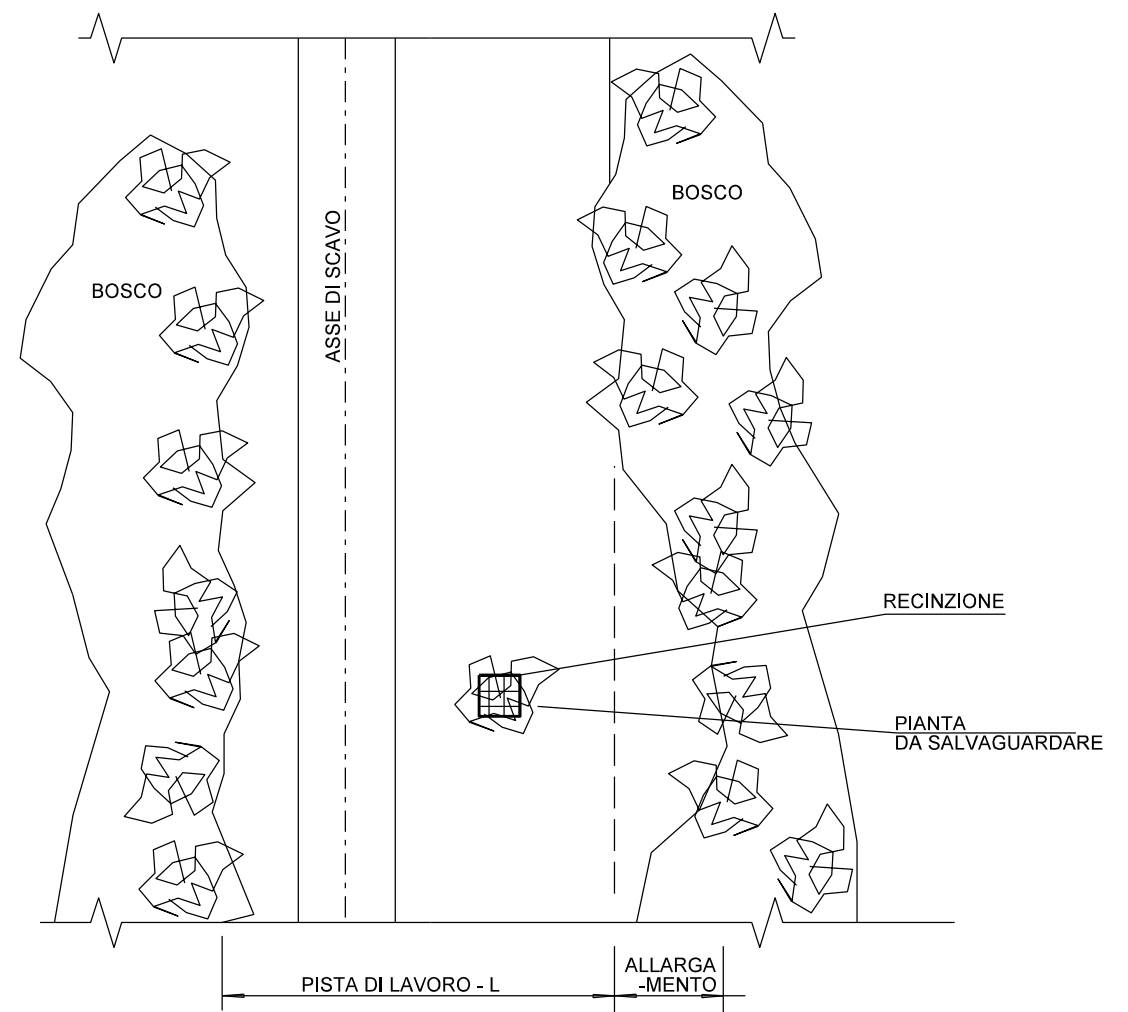 BOSCO
BOSCO
ASSE DI SCAVO
RECINZIONE
PIANTA
DA SALVAGUARDARE
PISTA DI LAVORO - L
ALLARGA
-MENTO